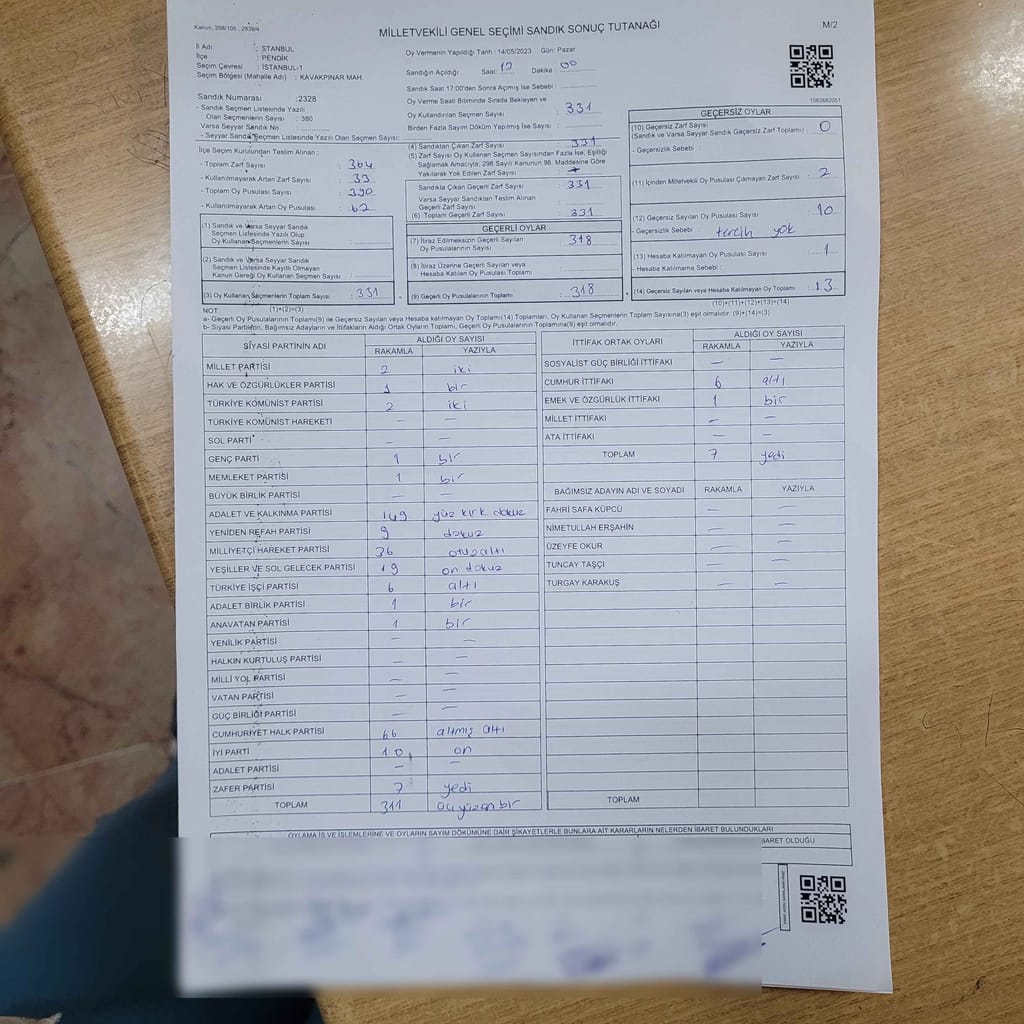 Kanun; 298/105 , 2839/4
MİLLETVEKİLİ GENEL SEÇİMİ SANDIK SONUÇ TUTANAĞI
M/2
İl Adı : İSTANBUL
İlçe : PENDİK
Seçim Çevresi : İSTANBUL-1
Seçim Bölgesi (Mahalle Adı) : KAVAKPINAR MAH.
Oy Vermenin Yapıldığı Tarih :14/05/2023 Gün: Pazar
Sandığın Açıldığı Saat: 17 Dakika : 00
Sandık Saat 17:00'den Sonra Açılmış İse Sebebi :
Sandık Numarası :2328
- Sandık Seçmen Listesinde Yazılı
Olan Seçmenlerin Sayısı : 380
Varsa Seyyar Sandık No :
- Seyyar Sandık Seçmen Listesinde Yazılı Olan Seçmen Sayısı:
İlçe Seçim Kurulundan Teslim Alınan :
- Toplam Zarf Sayısı : 364
- Kullanılmayarak Artan Zarf Sayısı : 33
- Toplam Oy Pusulası Sayısı : 390
- Kullanılmayarak Artan Oy Pusulası : 62
(1) Sandık ve Varsa Seyyar Sandık
Seçmen Listesinde Yazılı Olup
Oy Kullanan Seçmenlerin Sayısı :
(2) Sandık ve Varsa Seyyar Sandık
Seçmen Listesinde Kayıtlı Olmayan
Kanun Gereği Oy Kullanan Seçmen Sayısı :
(3) Oy Kullanan Seçmenlerin Toplam Sayısı : 331
(1)+(2)=(3)
Oy Verme Saati Bitiminde Sırada Bekleyen ve
Oy Kullandırılan Seçmen Sayısı : 331
Birden Fazla Sayım Döküm Yapılmış İse Sayısı :
(4) Sandıktan Çıkan Zarf Sayısı : 331
(5) Zarf Sayısı Oy Kullanan Seçmen Sayısından Fazla İse, Eşitliği
Sağlamak Amacıyla; 298 Sayılı Kanunun 98. Maddesine Göre
Yakılarak Yok Edilen Zarf Sayısı :
Sandıkta Çıkan Geçerli Zarf Sayısı : 331
Varsa Seyyar Sandıktan Teslim Alınan
Geçerli Zarf Sayısı :
(6) Toplam Geçerli Zarf Sayısı : 331
GEÇERLİ OYLAR
(7) İtiraz Edilmeksizin Geçerli Sayılan
Oy Pusulalarının Sayısı : 318
(8) İtiraz Üzerine Geçerli Sayılan veya
Hesaba Katılan Oy Pusulası Toplamı :
(9) Geçerli Oy Pusulalarının Toplamı : 318
1083682051
GEÇERSİZ OYLAR
(10) Geçersiz Zarf Sayısı
(Sandık ve Varsa Seyyar Sandık Geçersiz Zarf Toplamı) : 0
- Geçersizlik Sebebi :
(11) İçinden Milletvekili Oy Pusulası Çıkmayan Zarf Sayısı : 2
(12) Geçersiz Sayılan Oy Pusulası Sayısı : 10
- Geçersizlik Sebebi : tercih yok
(13) Hesaba Katılmayan Oy Pusulası Sayısı : 1
- Hesaba Katılmama Sebebi :
(14) Geçersiz Sayılan veya Hesaba Katılmayan Oy Toplamı : 13
(10)+(11)+(12)+(13)=(14)
NOT:
a- Geçerli Oy Pusulalarının Toplamı(9) ile Geçersiz Sayılan veya Hesaba katılmayan Oy Toplamı(14) Toplamları, Oy Kullanan Seçmenlerin Toplam Sayısına(3) eşit olmalıdır. (9)+(14)=(3)
b- Siyasi Partilerin, Bağımsız Adayların ve İttifakların Aldığı Ortak Oyların Toplamı; Geçerli Oy Pusulalarının Toplamına(9) eşit olmalıdır.
SİYASİ PARTİNİN ADI ALDIĞI OY SAYISI
RAKAMLA YAZIYLA
MİLLET PARTİSİ 2 iki
HAK VE ÖZGÜRLÜKLER PARTİSİ 1 bir
TÜRKİYE KOMÜNİST PARTİSİ 2 iki
TÜRKİYE KOMÜNİST HAREKETİ — —
SOL PARTİ — —
GENÇ PARTİ 1 bir
MEMLEKET PARTİSİ 1 bir
BÜYÜK BİRLİK PARTİSİ — —
ADALET VE KALKINMA PARTİSİ 149 yüz kırk dokuz
YENİDEN REFAH PARTİSİ 9 dokuz
MİLLİYETÇİ HAREKET PARTİSİ 36 otuzaltı
YEŞİLLER VE SOL GELECEK PARTİSİ 19 on dokuz
TÜRKİYE İŞÇİ PARTİSİ 6 altı
ADALET BİRLİK PARTİSİ 1 bir
ANAVATAN PARTİSİ 1 bir
YENİLİK PARTİSİ — —
HALKIN KURTULUŞ PARTİSİ — —
MİLLİ YOL PARTİSİ — —
VATAN PARTİSİ — —
GÜÇ BİRLİĞİ PARTİSİ — —
CUMHURİYET HALK PARTİSİ 66 altmış altı
İYİ PARTİ 10 on
ADALET PARTİSİ — —
ZAFER PARTİSİ 7 yedi
TOPLAM 311 üçyüzon bir
İTTİFAK ORTAK OYLARI ALDIĞI OY SAYISI
RAKAMLA YAZIYLA
SOSYALİST GÜÇ BİRLİĞİ İTTİFAKI — —
CUMHUR İTTİFAKI 6 altı
EMEK VE ÖZGÜRLÜK İTTİFAKI 1 bir
MİLLET İTTİFAKI — —
ATA İTTİFAKI — —
TOPLAM 7 yedi
BAĞIMSIZ ADAYIN ADI VE SOYADI RAKAMLA YAZIYLA
FAHRİ SAFA KÜPCÜ — —
NİMETULLAH ERŞAHİN — —
ÜZEYFE OKUR — —
TUNCAY TAŞÇI — —
TURGAY KARAKUŞ — —
TOPLAM
OYLAMA İŞ VE İŞLEMLERİNE VE OYLARIN SAYIM DÖKÜMÜNE DAİR ŞİKAYETLERLE BUNLARA AİT KARARLARIN NELERDEN İBARET BULUNDUKLARI
İBARET OLDUĞU